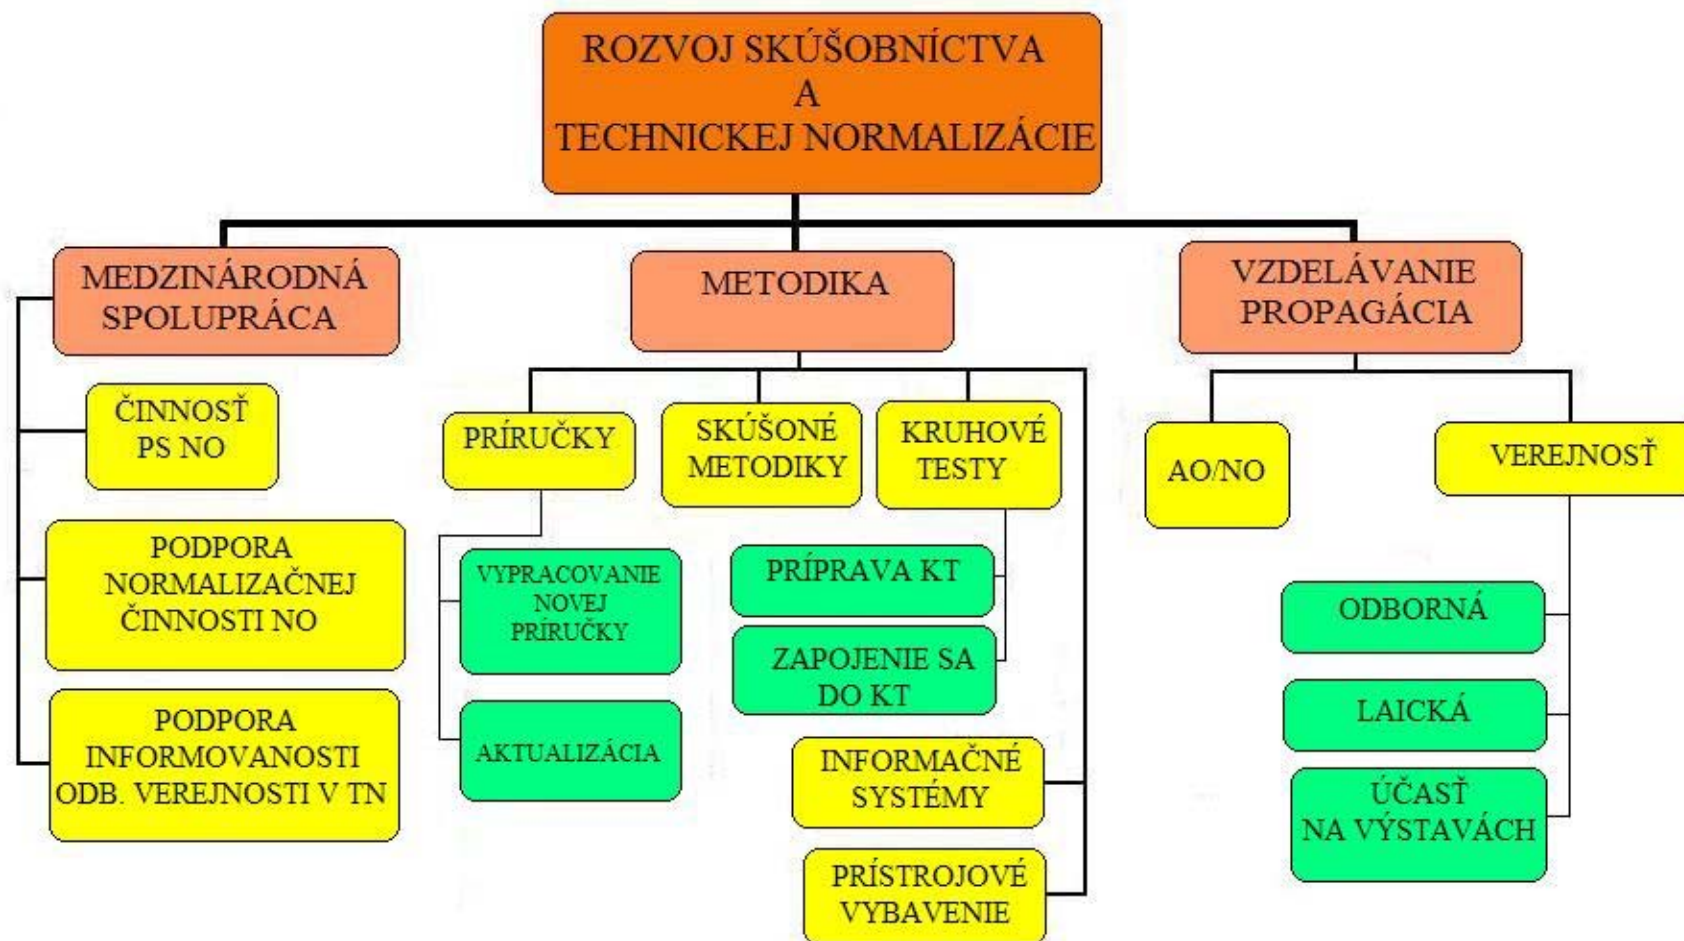 ROZVOJ SKÚŠOBNÍCTVA
A
TECHNICKEJ NORMALIZÁCIE
MEDZINÁRODNÁ
SPOLUPRÁCA
METODIKA
VZDELÁVANIE
PROPAGÁCIA
ČINNOSŤ
PS NO
PODPORA
NORMALIZAČNEJ
ČINNOSTI NO
PODPORA
INFORMOVANOSTI
ODB. VEREJNOSTI V TN
PRÍRUČKY
VYPRACOVANIE
NOVEJ
PRÍRUČKY
AKTUALIZÁCIA
SKÚŠONÉ
METODIKY
KRUHOVÉ
TESTY
PRÍPRAVA KT
ZAPOJENIE SA
DO KT
INFORMAČNÉ
SYSTÉMY
PRÍSTROJOVÉ
VYBAVENIE
AO/NO
VEREJNOSŤ
ODBORNÁ
LAICKÁ
ÚČASŤ
NA VÝSTAVÁCH